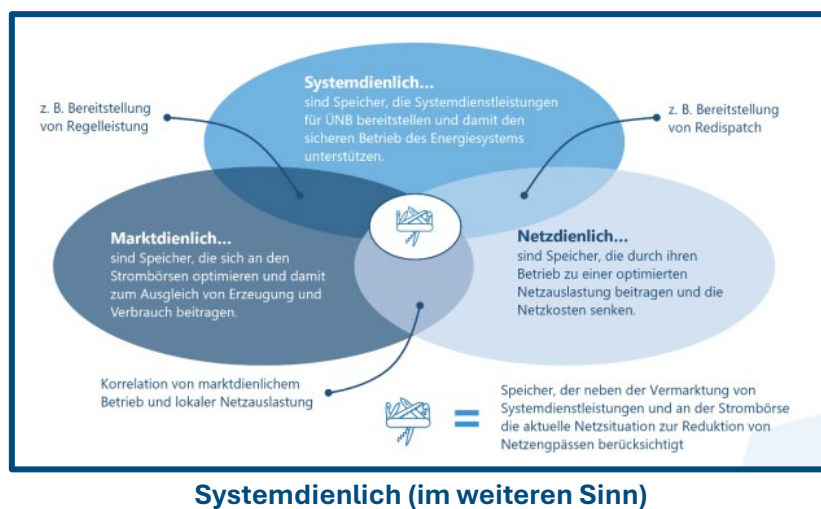 Systemdienlich...
sind Speicher, die Systemdienstleistungen
für ÜNB bereitstellen und damit den
sicheren Betrieb des Energiesystems
unterstützen.
z. B. Bereitstellung
von Regelleistung
z. B. Bereitstellung
von Redispatch
Marktdienlich...
sind Speicher, die sich an den
Strombörsen optimieren und damit
zum Ausgleich von Erzeugung und
Verbrauch beitragen.
Netzdienlich...
sind Speicher, die durch ihren
Betrieb zu einer optimierten
Netzauslastung beitragen und die
Netzkosten senken.
Korrelation von marktdienlichem
Betrieb und lokaler Netzauslastung
=
Speicher, der neben der Vermarktung von
Systemdienstleistungen und an der Strombörse
die aktuelle Netzsituation zur Reduktion von
Netzengpässen berücksichtigt
Systemdienlich (im weiteren Sinn)